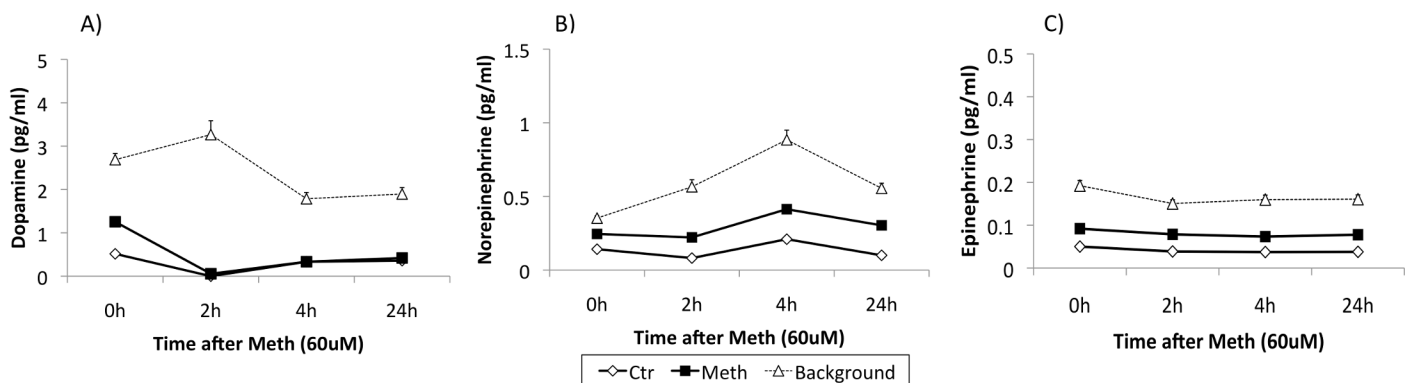 A)
Dopamine (pg/ml)
5
4
3
2
1
0
0h 2h 4h 24h
Time after Meth (60uM)
B)
Norepinephrine (pg/ml)
1.5
1
0.5
0
0h 2h 4h 24h
Time after Meth (60uM)
C)
Epinephrine (pg/ml)
0.5
0.4
0.3
0.2
0.1
0
0h 2h 4h 24h
Time after Meth (60uM)
Ctr Meth Background